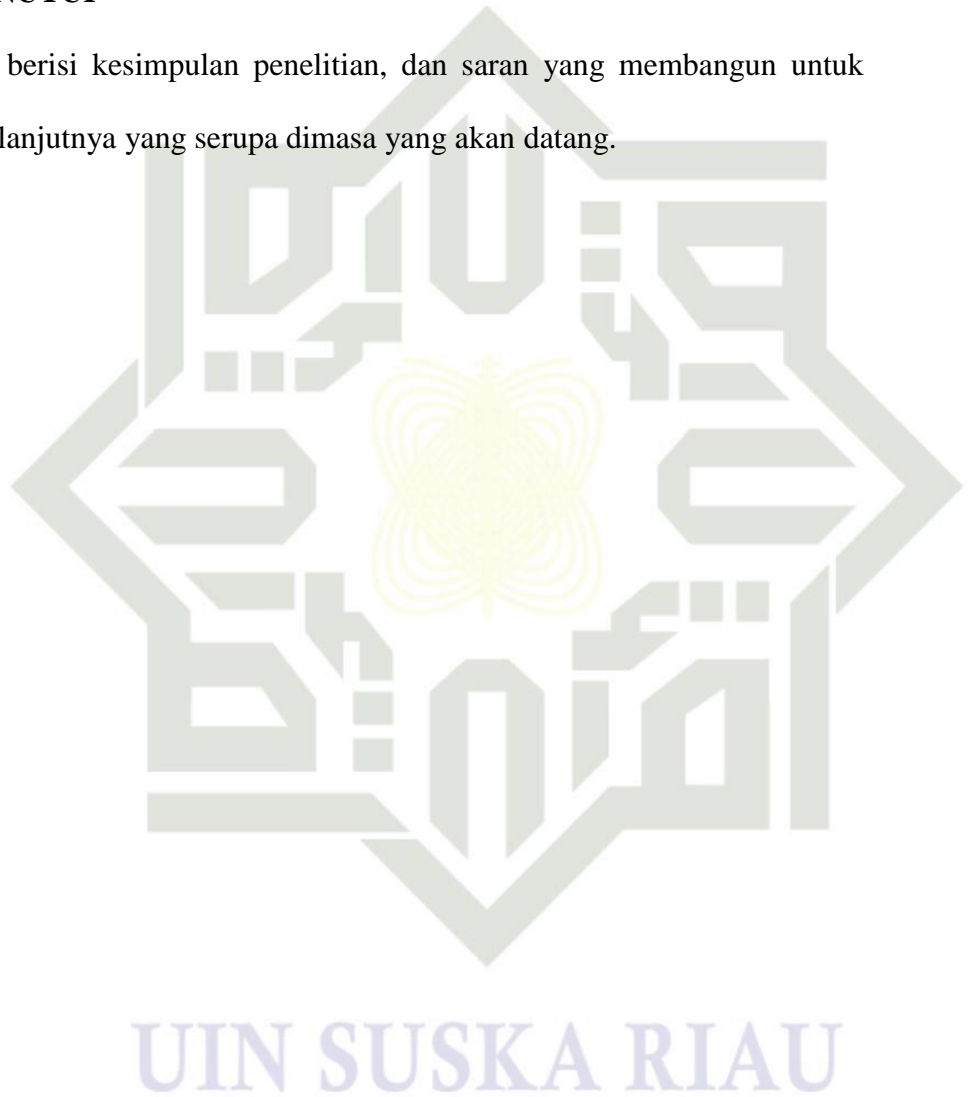 berisi kesimpulan penelitian, dan saran yang membangun untuk
lanjutnya yang serupa dimasa yang akan datang.
UIN SUSKA RIAU